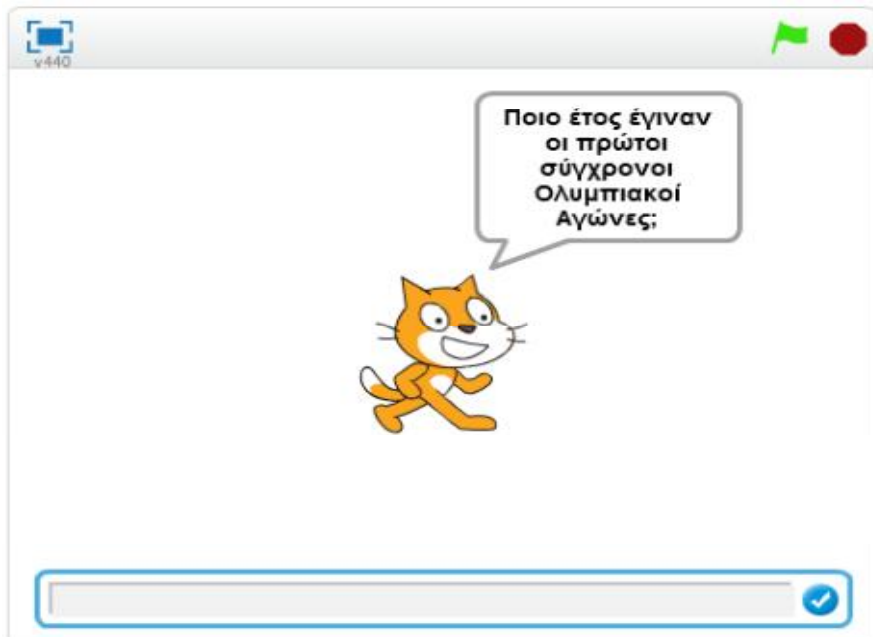 v440
Ποιο έτος έγιναν
οι πρώτοι
σύγχρονοι
Ολυμπιακοί
Αγώνες;